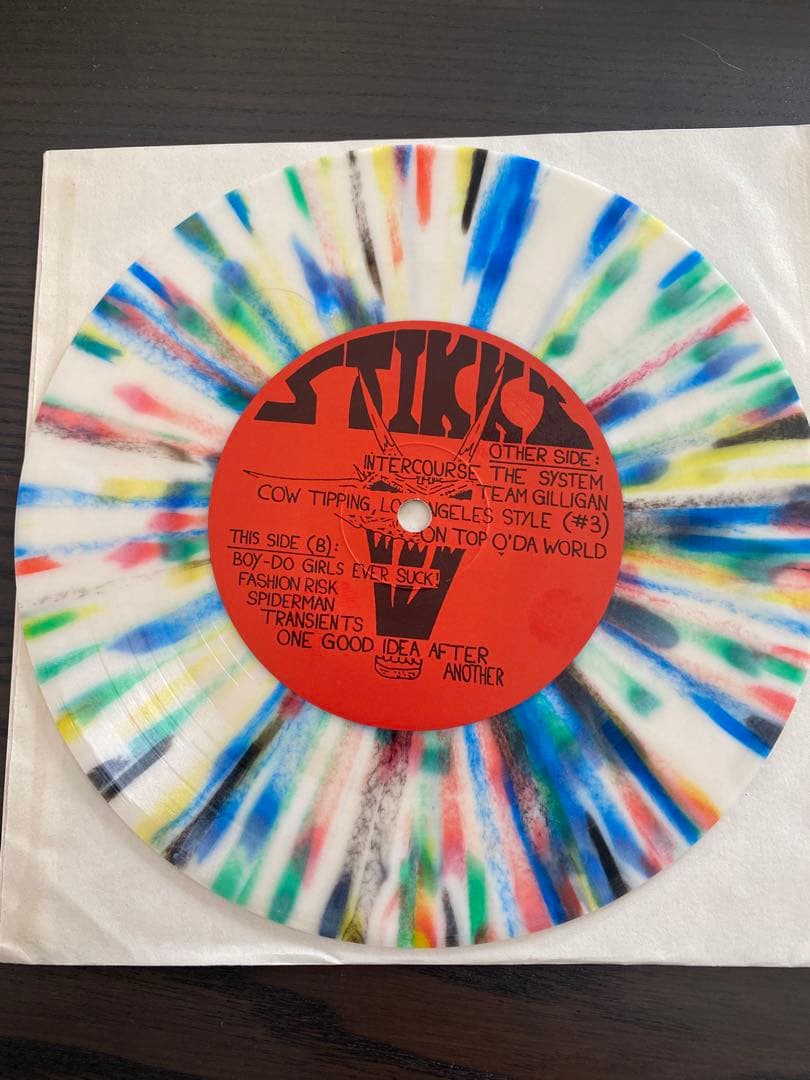 STIKKY
OTHER SIDE:
INTERCOURSE THE SYSTEM
TEAM GILLIGAN
COW TIPPING, LOS ANGELES STYLE (#3)
ON TOP O'DA WORLD
THIS SIDE (B):
BOY-DO GIRLS EVER SUCK!
FASHION RISK
SPIDERMAN
TRANSIENTS
ONE GOOD IDEA AFTER
ANOTHER